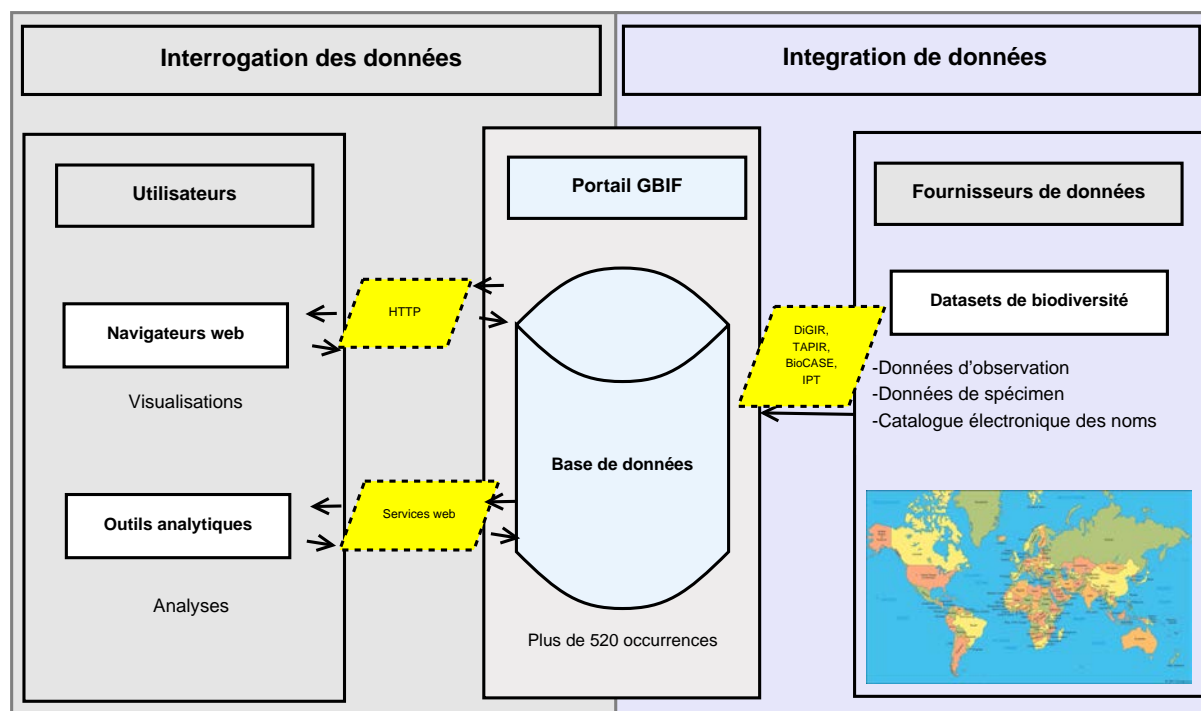 Interrogation des données
Integration de données
Utilisateurs
Navigateurs web
Visualisations
Outils analytiques
Analyses
HTTP
Services web
Portail GBIF
Base de données
Plus de 520 occurrences
DiGIR,
TAPIR,
BioCASE,
IPT
Fournisseurs de données
Datasets de biodiversité
-Données d'observation
-Données de spécimen
-Catalogue électronique des noms